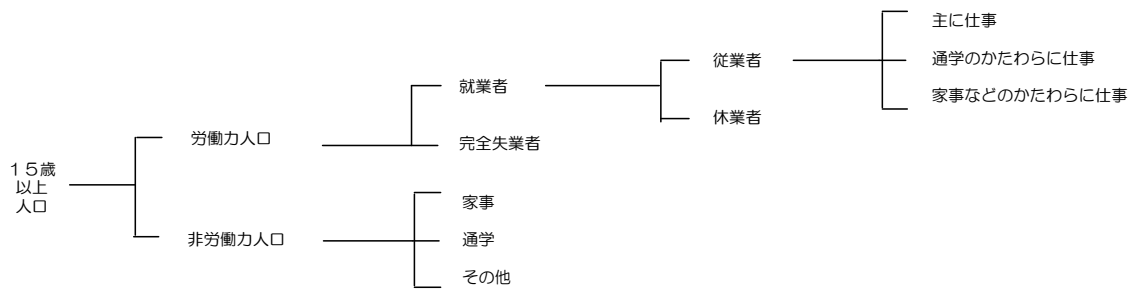 主に仕事
従業者
通学のかたわらに仕事
就業者
家事などのかたわらに仕事
休業者
労働力人口
完全失業者
１５歳
以上
人口
家事
非労働力人口
通学
その他